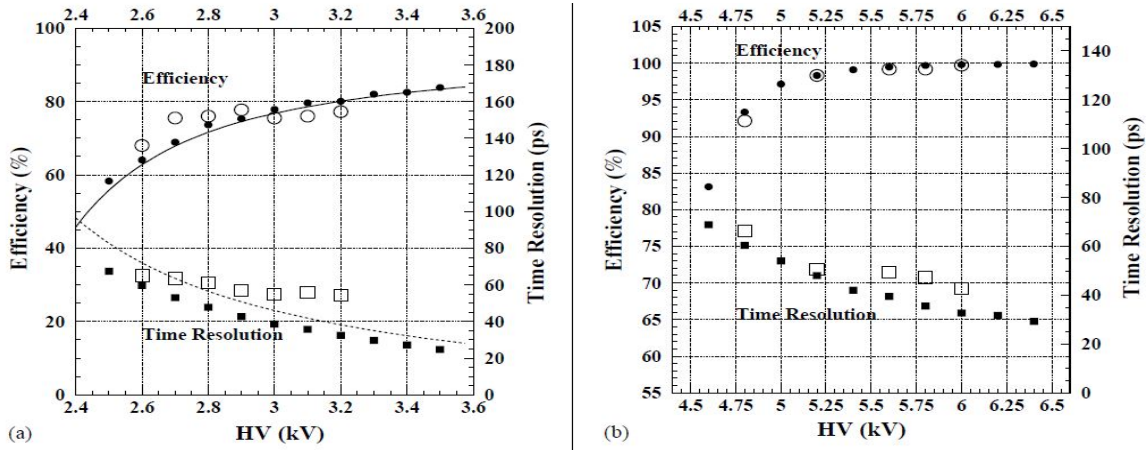 2.4 2.6 2.8 3 3.2 3.4 3.6
100
80
60
40
20
0
Efficiency (%)
Efficiency
Time Resolution
200
180
160
140
120
100
80
60
40
20
0
Time Resolution (ps)
2.4 2.6 2.8 3 3.2 3.4 3.6
(a)
HV (kV)
4.5 4.75 5 5.25 5.5 5.75 6 6.25 6.5
105
100
95
90
85
80
75
70
65
60
55
Efficiency (%)
Efficiency
Time Resolution
140
120
100
80
60
40
20
0
Time Resolution (ps)
4.5 4.75 5 5.25 5.5 5.75 6 6.25 6.5
(b)
HV (kV)